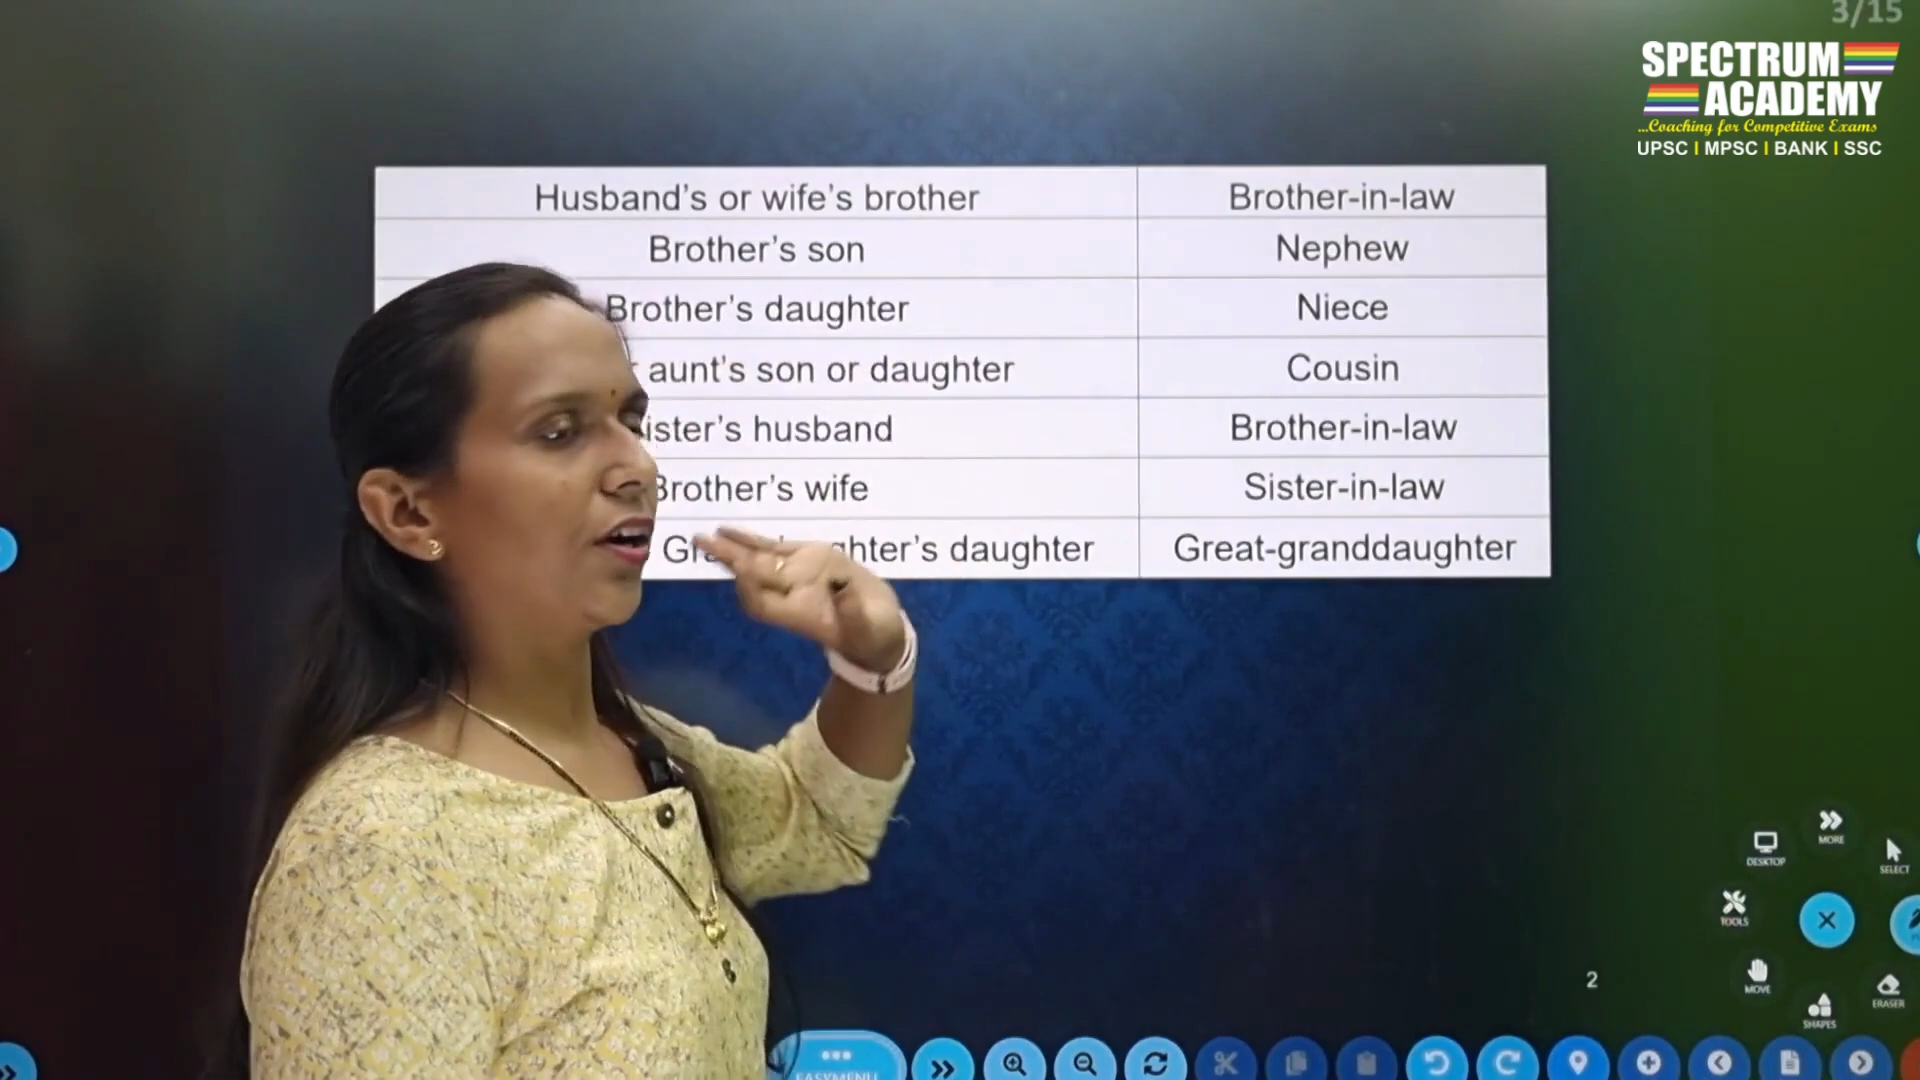 3/15
SPECTRUM
ACADEMY
...Coaching for Competitive Exams
UPSC | MPSC | BANK | SSC
Husband's or wife's brother Brother-in-law
Brother's son Nephew
Brother's daughter Niece
aunt's son or daughter Cousin
ister's husband Brother-in-law
Brother's wife Sister-in-law
hter's daughter Great-granddaughter
MORE
DESKTOP
SELECT
TOOLS
MOVE
ERASER
SHAPES
2
EASYMENU